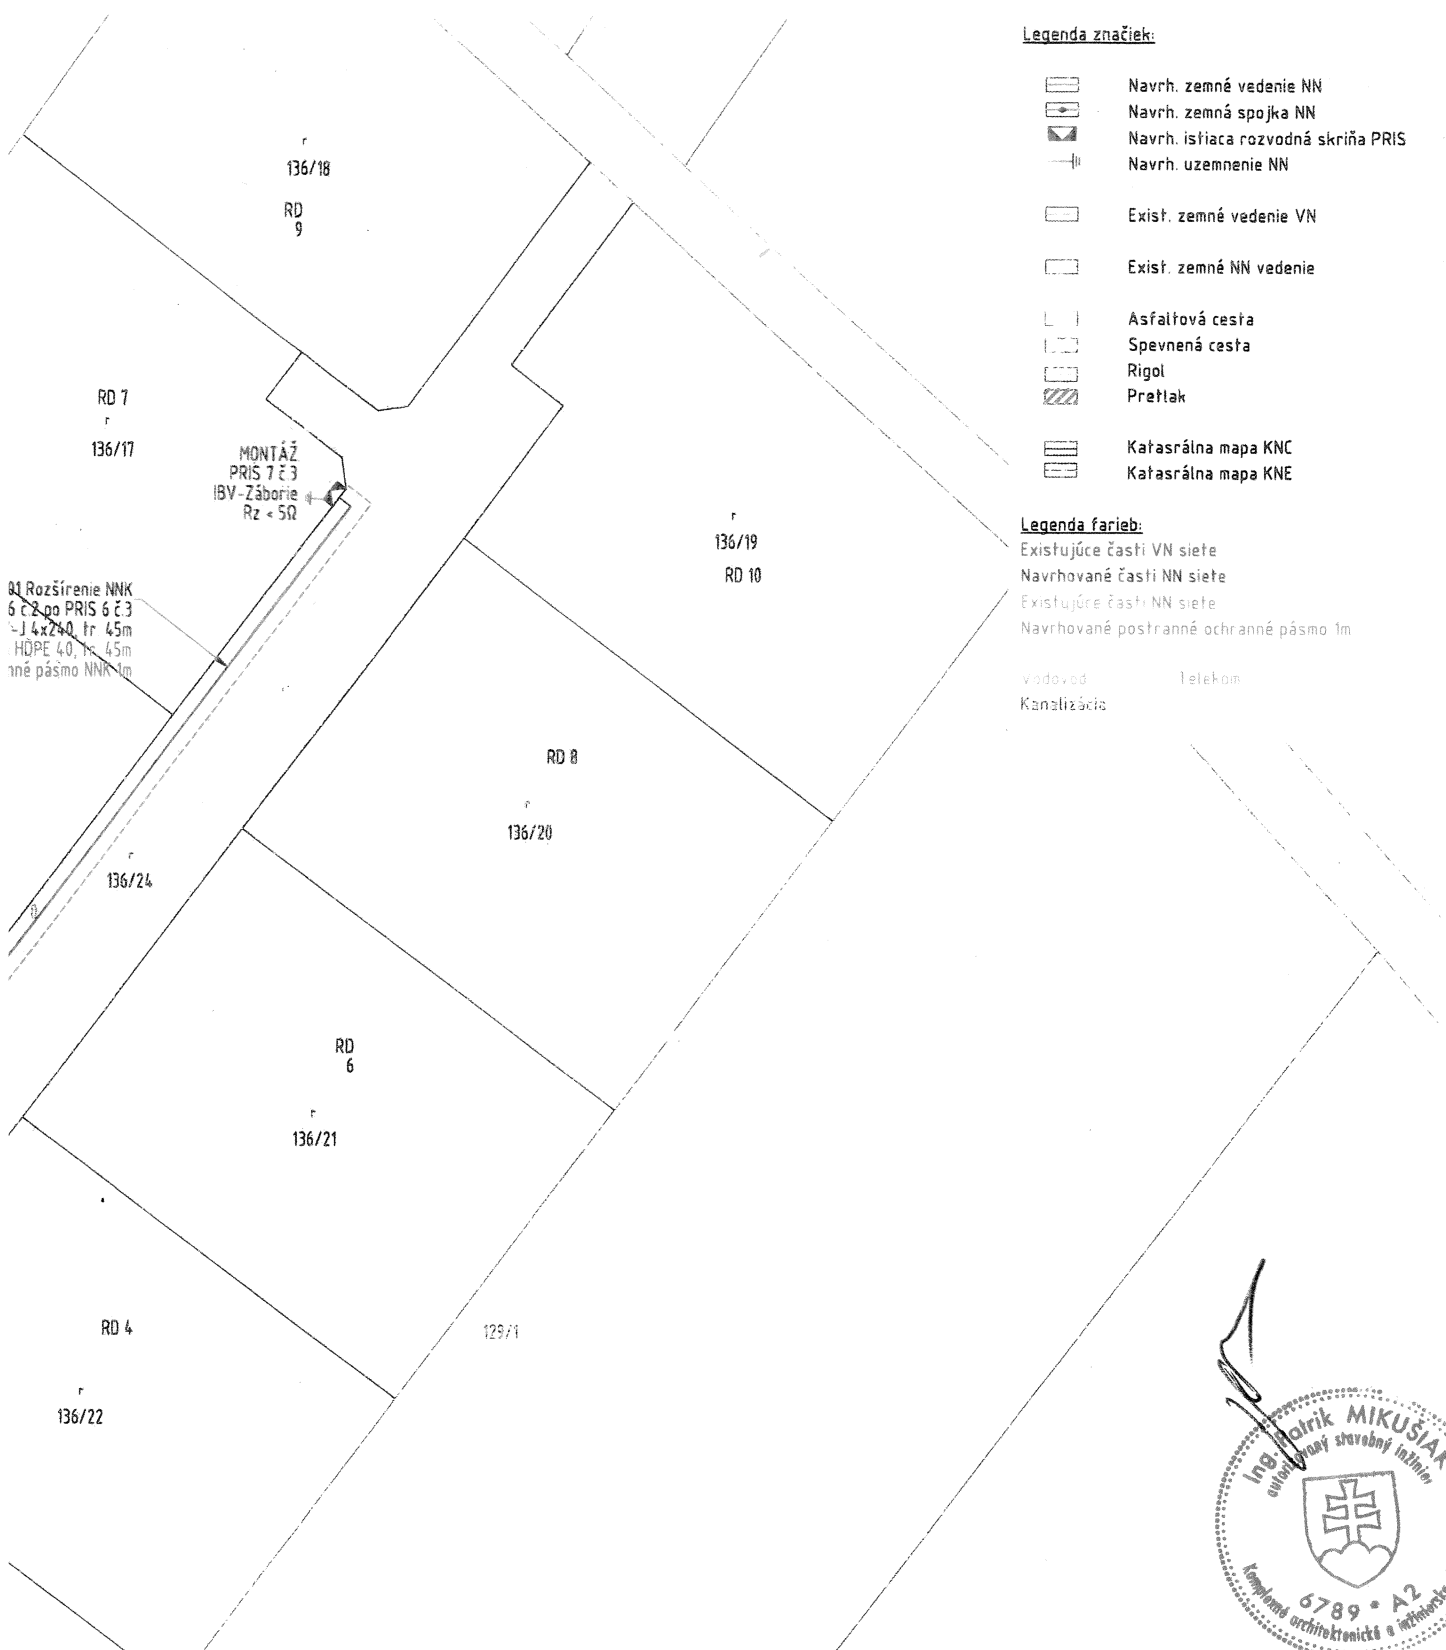 Legenda značiek:
Navrh. zemné vedenie NN
Navrh. zemná spojka NN
Navrh. istiaca rozvodná skriňa PRIS
Navrh. uzemnenie NN
Exist. zemné vedenie VN
Exist. zemné NN vedenie
Asfaltová cesta
Spevnená cesta
Rigol
Pretlak
Katasrálna mapa KNC
Katasrálna mapa KNE
Legenda farieb:
Existujúce časti VN siete
Navrhované časti NN siete
Existujúce časti NN siete
Navrhované postranné ochranné pásmo 1m
vodovod Telekom
Kanalizácia
r
136/18
RD
9
RD 7
r
136/17
MONTÁŽ
PRIS 7 č.3
IBV-Záborie
Rz < 5Ω
01 Rozšírenie NNK
6 č.2 po PRIS 6 č.3
-J 4x240, tr. 45m
HDPE 40, tr. 45m
nné pásmo NNK 1m
r
136/19
RD 10
RD 8
r
136/20
r
136/24
RD
6
r
136/21
RD 4
r
136/22
129/1
Ing. Patrik MIKUŠIAK
autorizovaný stavebný inžinier
6789 * A2
Komplexné architektonické a inžiniersk